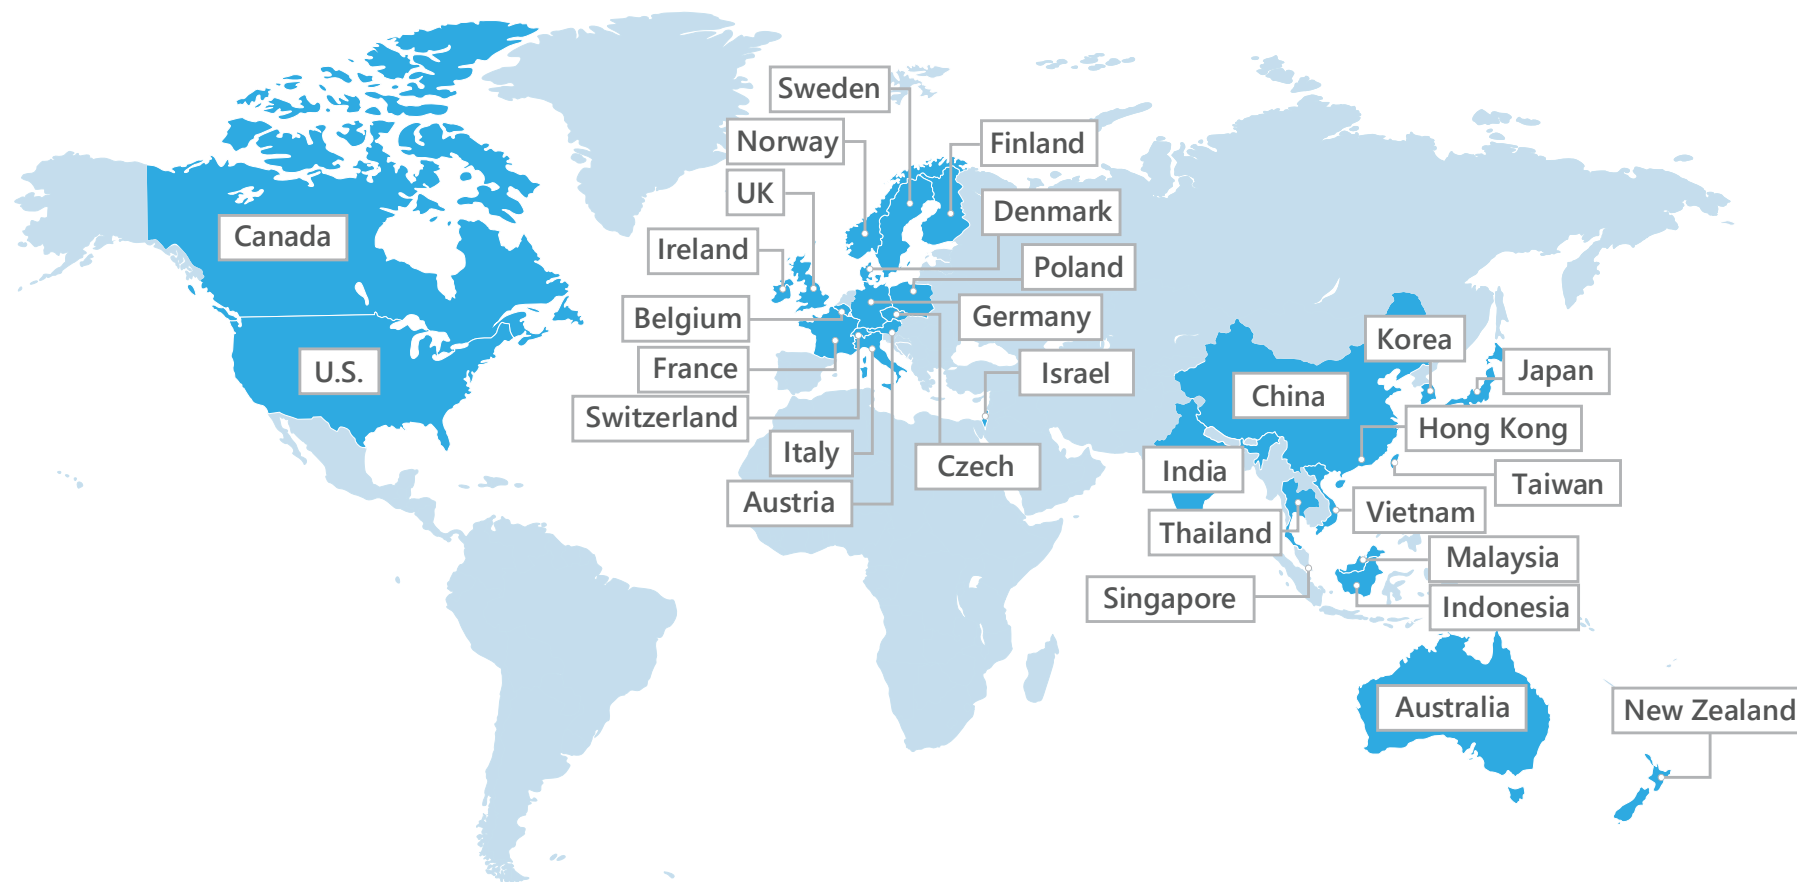 Sweden
Norway
Finland
UK
Denmark
Canada
Ireland
Poland
Belgium
Germany
Korea
U.S.
France
Israel
Japan
China
Switzerland
Hong Kong
Italy
Czech
India
Taiwan
Austria
Vietnam
Thailand
Malaysia
Singapore
Indonesia
Australia
New Zealand